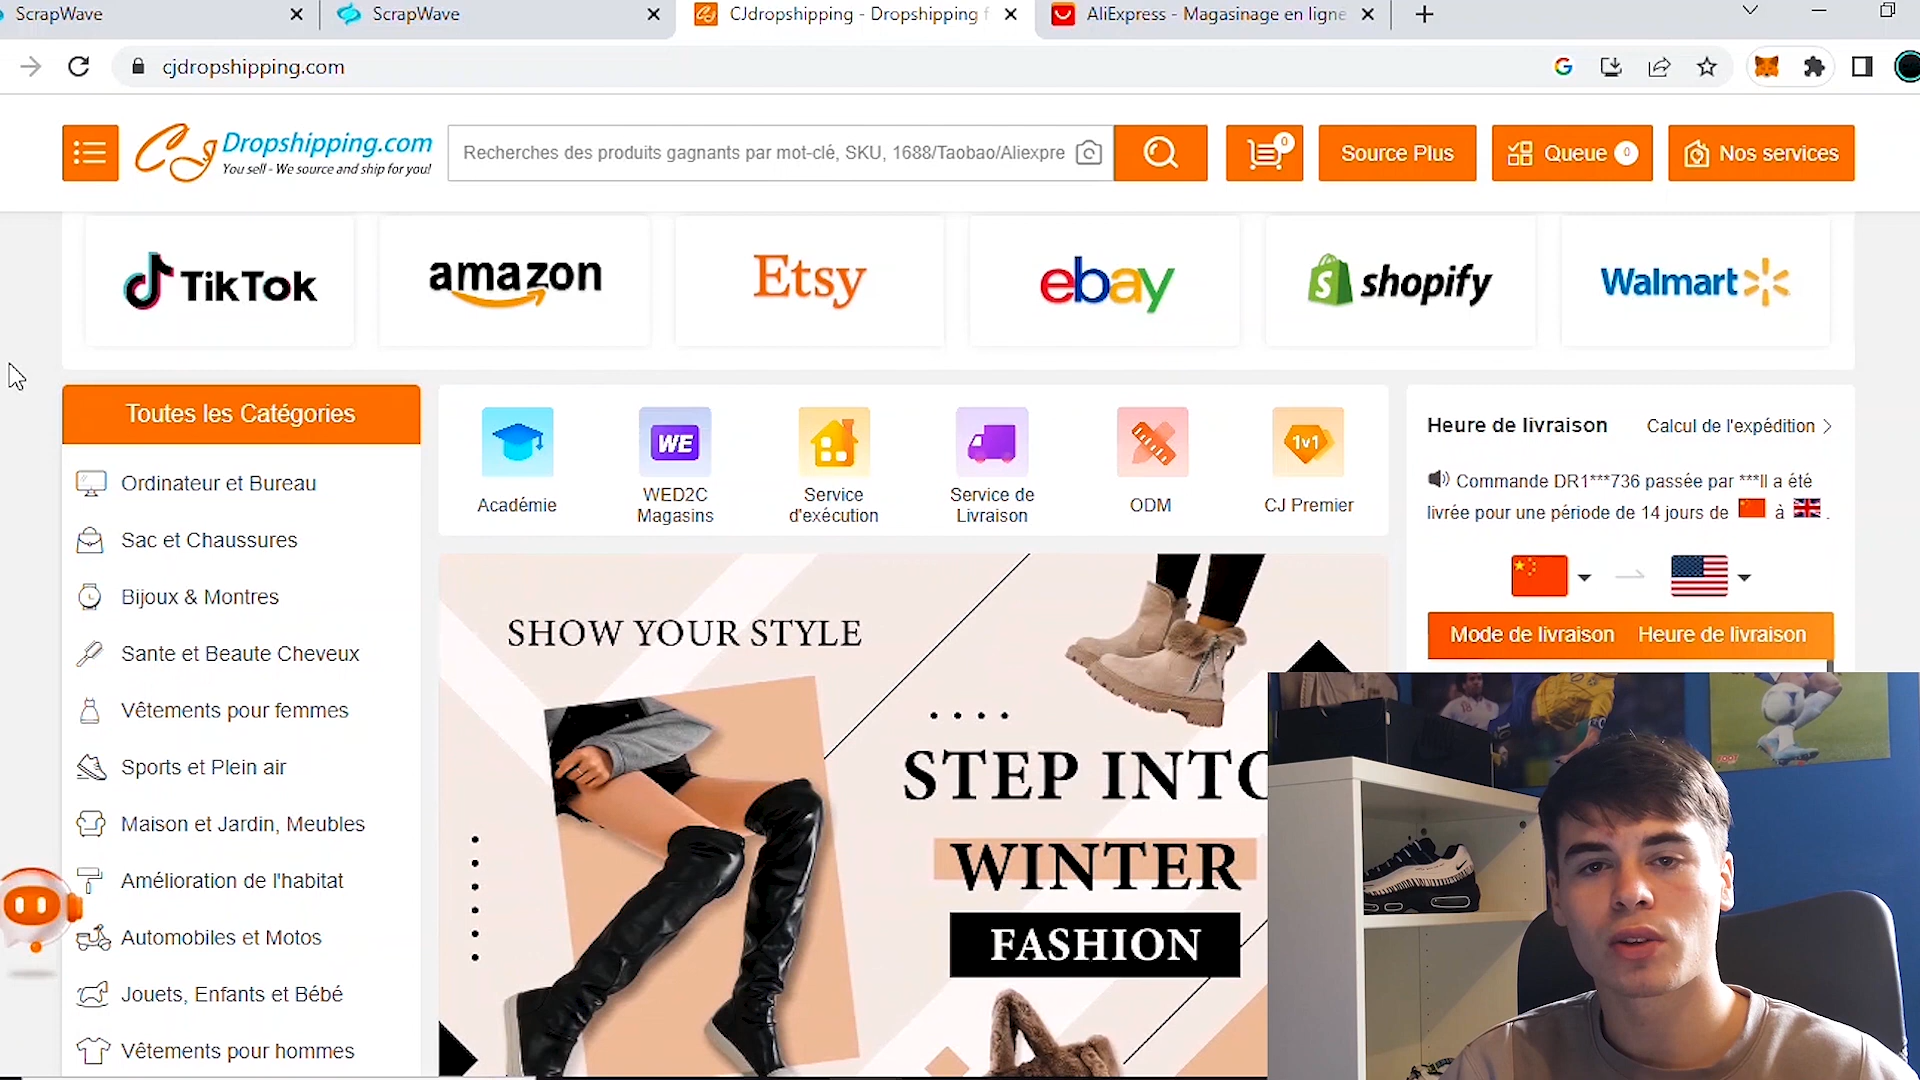 ScrapWave
ScrapWave
CJdropshipping - Dropshipping f
AliExpress - Magasinage en ligne
cjdropshipping.com
CJ Dropshipping.com
You sell - We source and ship for you!
Recherches des produits gagnants par mot-clé, SKU, 1688/Taobao/Aliexpre
0
Source Plus
Queue 0
Nos services
TikTok
amazon
Etsy
ebay
shopify
Walmart
Toutes les Catégories
Ordinateur et Bureau
Sac et Chaussures
Bijoux & Montres
Sante et Beaute Cheveux
Vêtements pour femmes
Sports et Plein air
Maison et Jardin, Meubles
Amélioration de l'habitat
Automobiles et Motos
Jouets, Enfants et Bébé
Vêtements pour hommes
Académie
WE
WED2C
Magasins
Service
d'exécution
Service de
Livraison
ODM
1v1
CJ Premier
SHOW YOUR STYLE
STEP INTO
WINTER
FASHION
Heure de livraison
Calcul de l'expédition
Commande DR1***736 passée par ***ll a été
livrée pour une période de 14 jours de à .
Mode de livraison Heure de livraison